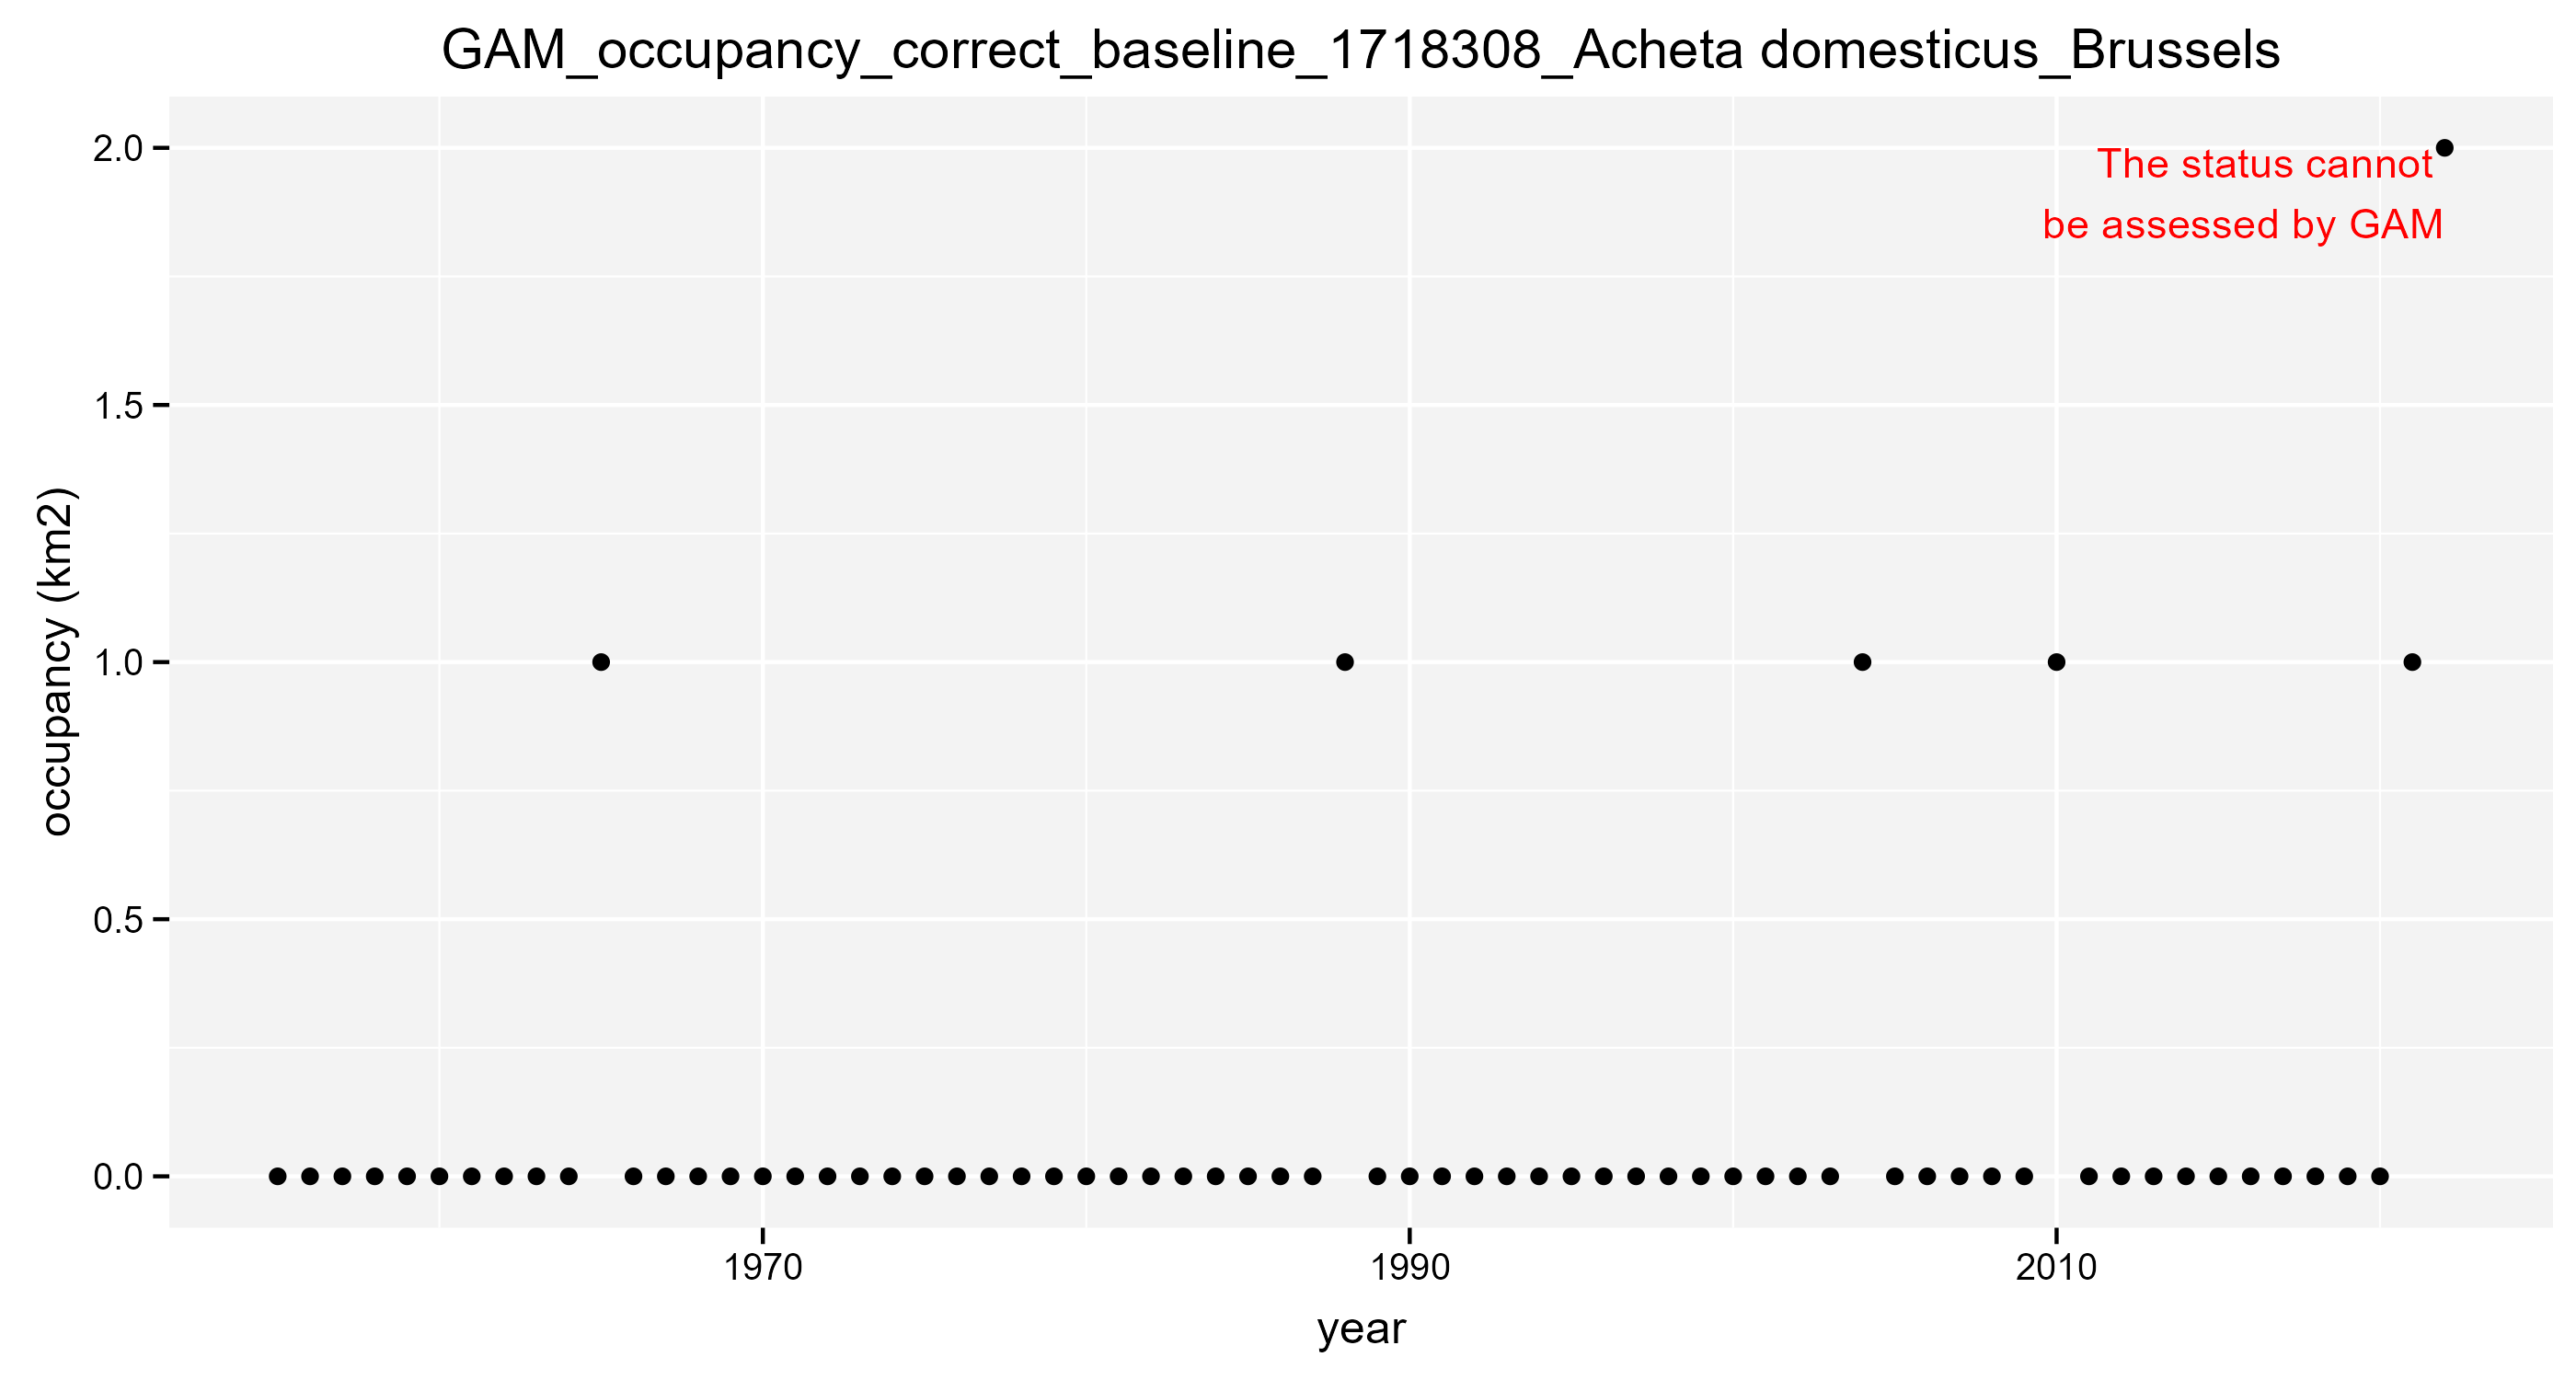 GAM_occupancy_correct_baseline_1718308_Acheta domesticus_Brussels
2.0
The status cannot
be assessed by GAM
1.5
1.0
0.5
0.0
occupancy (km2)
1970
1990
2010
year